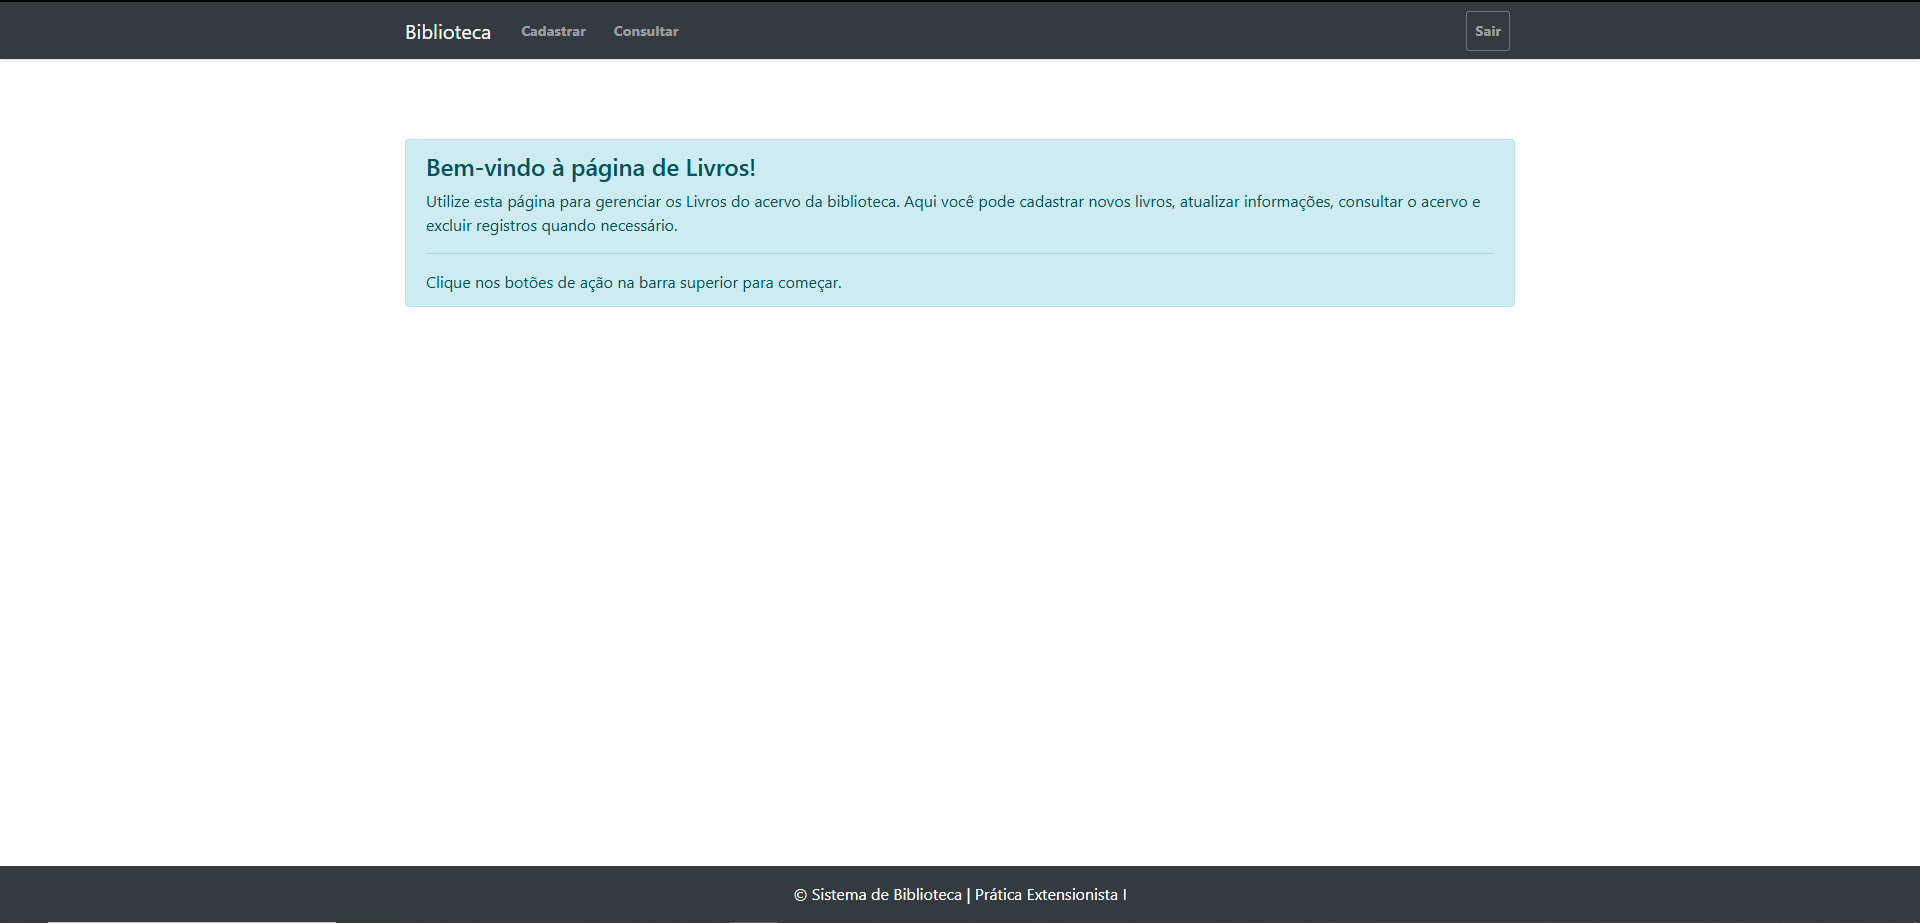 Biblioteca Cadastrar Consultar Sair
Bem-vindo à página de Livros!
Utilize esta página para gerenciar os Livros do acervo da biblioteca. Aqui você pode cadastrar novos livros, atualizar informações, consultar o acervo e
excluir registros quando necessário.
Clique nos botões de ação na barra superior para começar.
© Sistema de Biblioteca | Prática Extensionista I